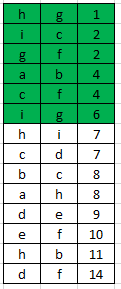 h g 1
i c 2
g f 2
a b 4
c f 4
i g 6
h i 7
c d 7
b c 8
a h 8
d e 9
e f 10
h b 11
d f 14